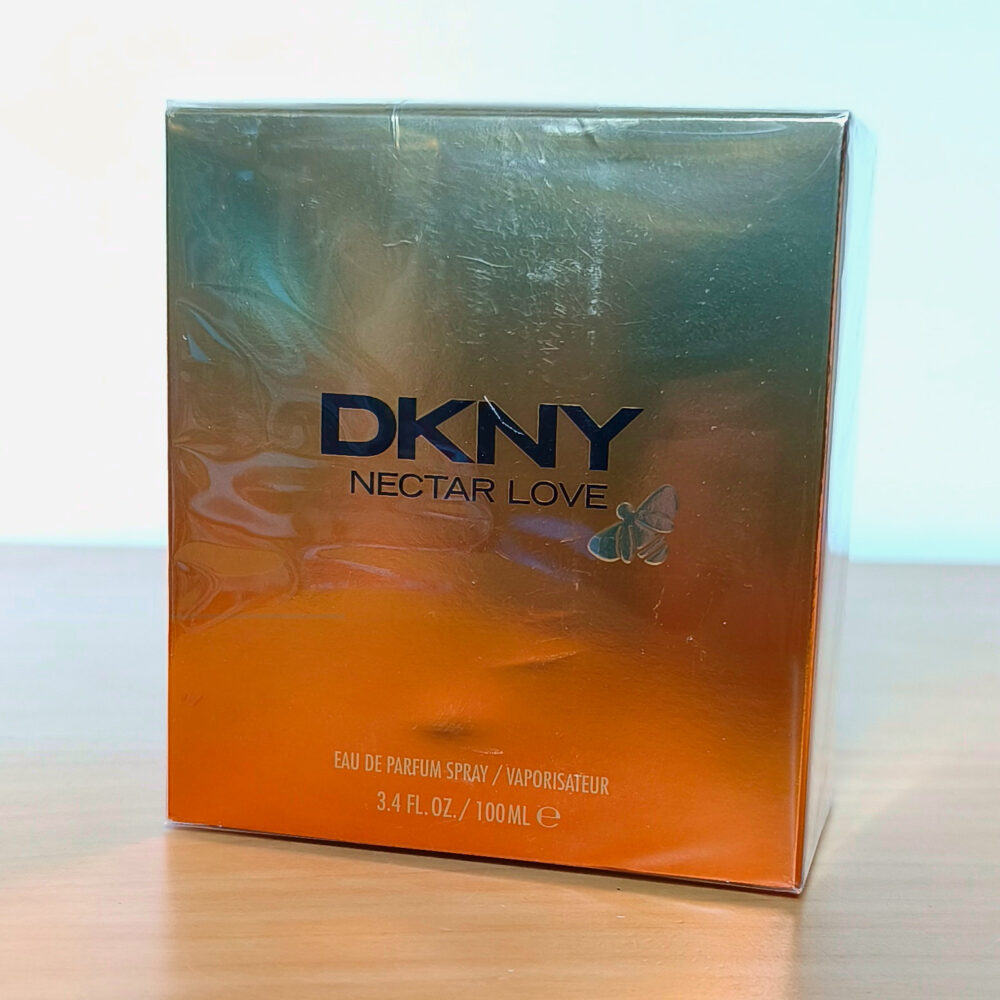 DKNY
NECTAR LOVE
EAU DE PARFUM SPRAY / VAPORISATEUR
3.4 FL. OZ. / 100 ML ℮